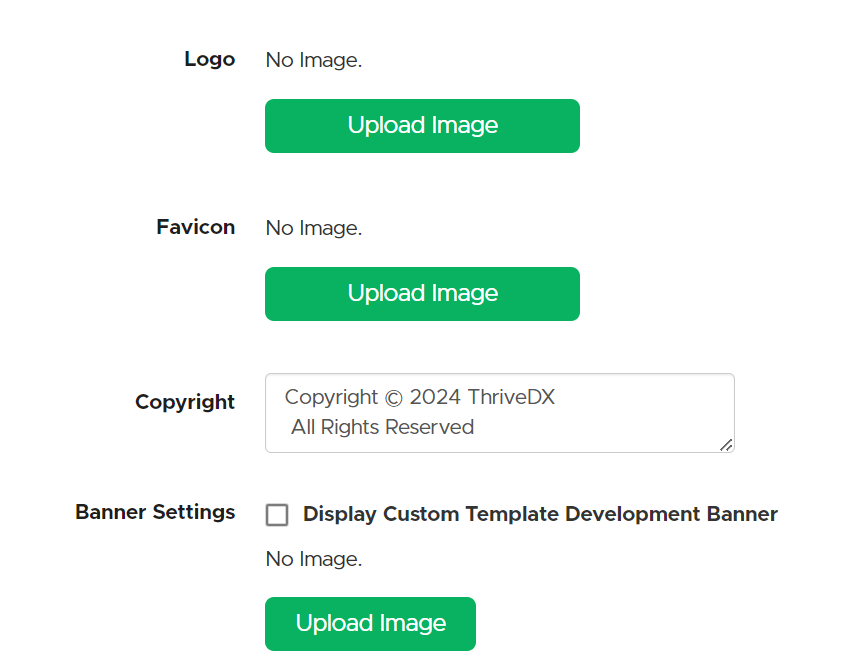 Logo No Image.
Upload Image
Favicon No Image.
Upload Image
Copyright Copyright © 2024 ThriveDX
All Rights Reserved
Banner Settings Display Custom Template Development Banner
No Image.
Upload Image